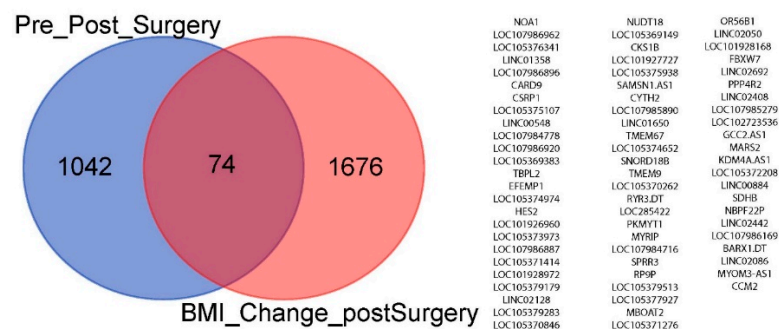 Pre_Post_Surgery
1042
74
1676
BMI_Change_postSurgery
NOA1
LOC107986962
LOC105376341
LINC01358
LOC107986896
CARD9
CSRP1
LOC105375107
LINC00548
LOC107984778
LOC107986920
LOC105369383
TBPL2
EFEMP1
LOC105374974
HES2
LOC101926960
LOC105373973
LOC107986887
LOC105371414
LOC101928972
LOC105379179
LINC02128
LOC105379283
LOC105370846
NUDT18
LOC105369149
CKS1B
LOC101927727
LOC105375938
SAMSN1.AS1
CYTH2
LOC107985890
LINC01650
TMEM67
LOC105374652
SNORD18B
TMEM9
LOC105370262
RYR3.DT
LOC285422
PKMYT1
MYRIP
LOC107984716
SPRR3
RP9P
LOC105379513
LOC105377927
MBOAT2
LOC105371276
OR56B1
LINC02050
LOC101928168
FBXW7
LINC02692
PPP4R2
LINC02408
LOC107985279
LOC102723536
GCC2.AS1
MARS2
KDM4A.AS1
LOC105372208
LINC00884
SDHB
NBPF22P
LINC02442
LOC107986169
BARX1.DT
LINC02086
MYOM3-AS1
CCM2